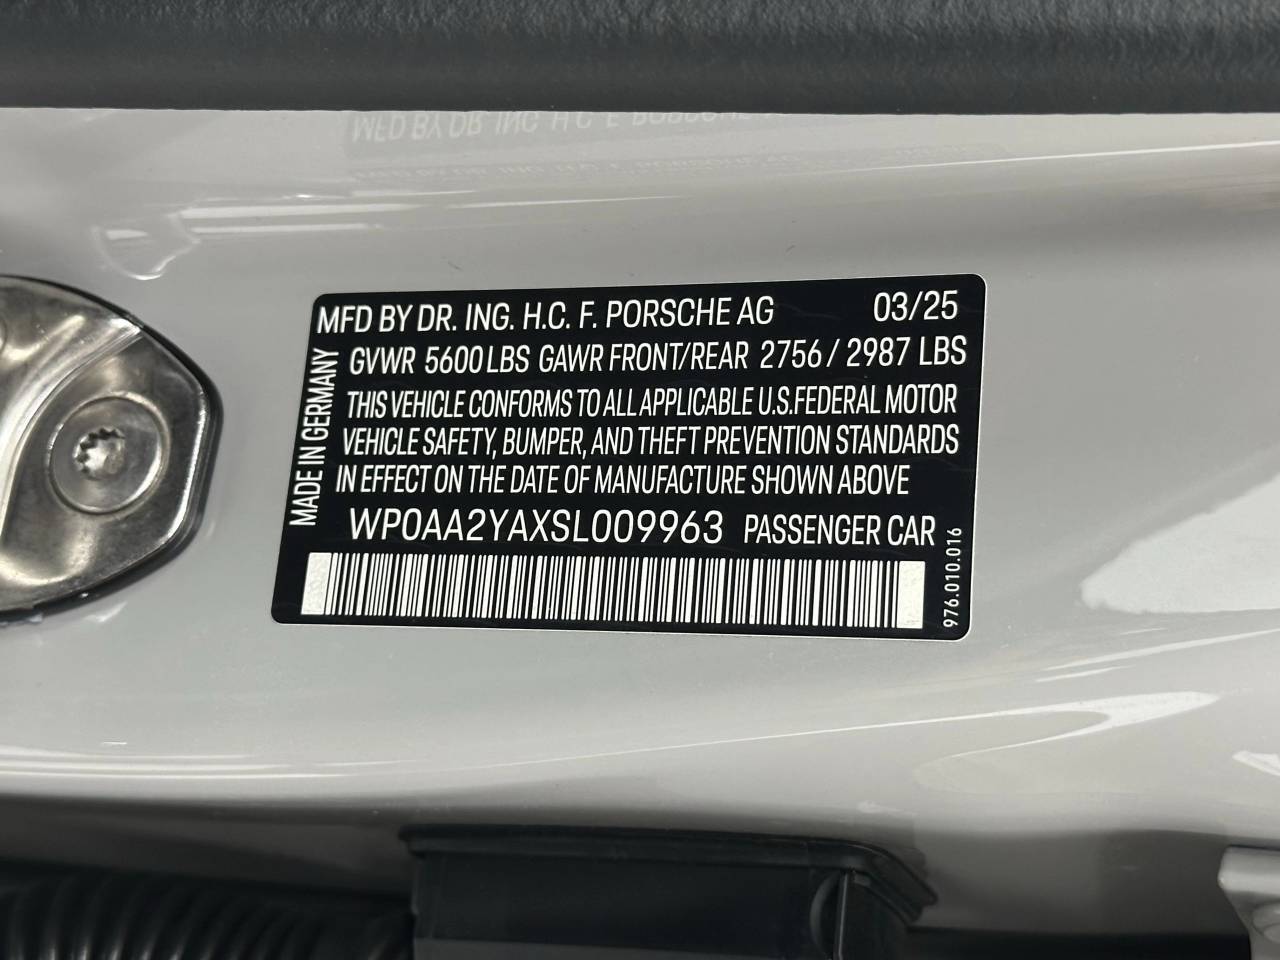 MFD BY DR. ING. H.C. F. PORSCHE AG 03/25
GVWR 5600 LBS GAWR FRONT/REAR 2756 / 2987 LBS
THIS VEHICLE CONFORMS TO ALL APPLICABLE U.S.FEDERAL MOTOR
VEHICLE SAFETY, BUMPER, AND THEFT PREVENTION STANDARDS
IN EFFECT ON THE DATE OF MANUFACTURE SHOWN ABOVE
MADE IN GERMANY
WP0AA2YAXSL009963 PASSENGER CAR
976.010.016